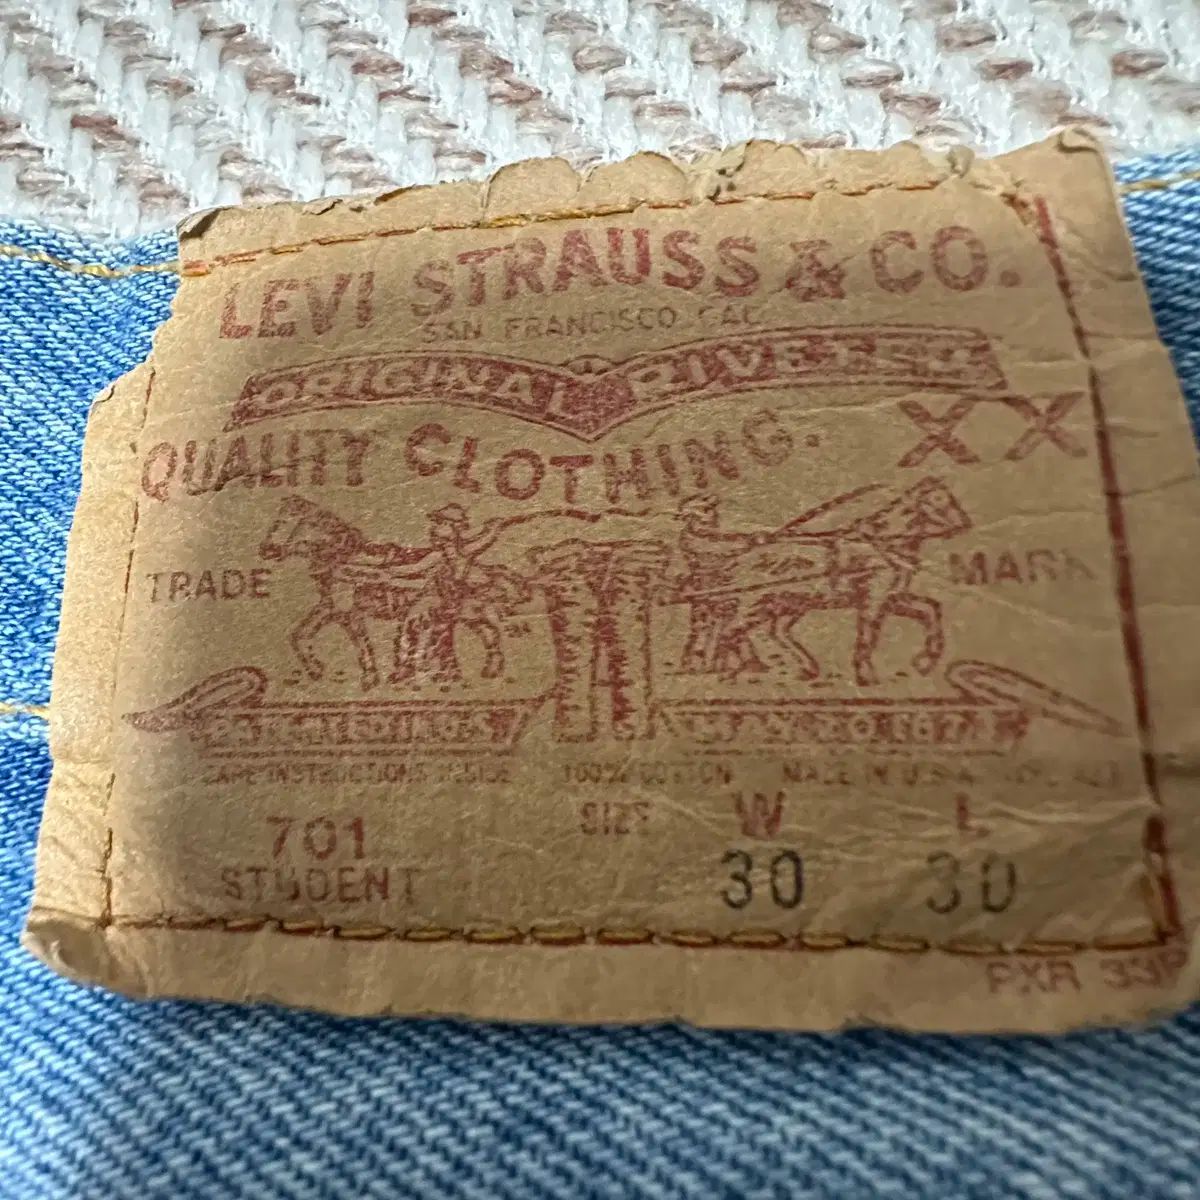 LEVI STRAUSS & CO.
SAN FRANCISCO CAL
ORIGINAL RIVETED
QUALITY CLOTHING. XX
TRADE MARK
CARE INSTRUCTIONS INSIDE 100% COTTON MADE IN U.S.A.
701 SIZE W L
STUDENT 30 30